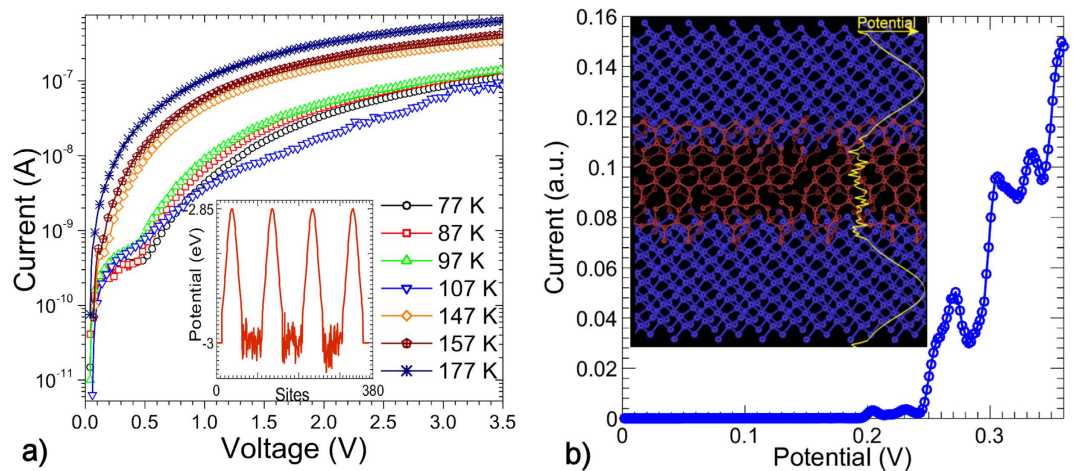 a)
Current (A)
10⁻⁷
10⁻⁸
10⁻⁹
10⁻¹⁰
10⁻¹¹
0.0 0.5 1.0 1.5 2.0 2.5 3.0 3.5
Voltage (V)
Potential (eV)
-2.85
-3
0 380
Sites
77 K
87 K
97 K
107 K
147 K
157 K
177 K
b)
Current (a.u.)
0.16
0.14
0.12
0.1
0.08
0.06
0.04
0.02
0
0 0.1 0.2 0.3
Potential (V)
Potential